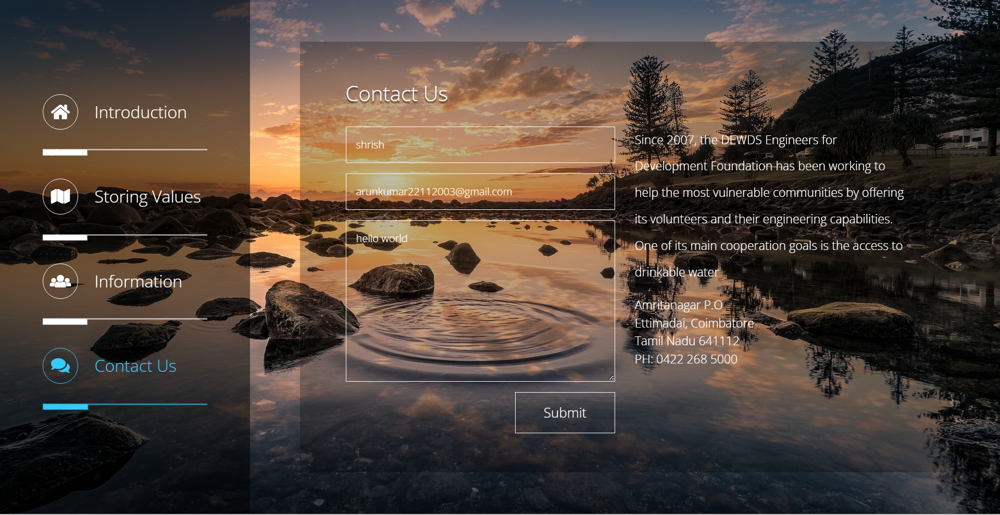 Introduction
Storing Values
Information
Contact Us
Contact Us
shrish
arunkumar22112003@gmail.com
hello world
Submit
Since 2007, the DEWDS Engineers for
Development Foundation has been working to
help the most vulnerable communities by offering
its volunteers and their engineering capabilities.
One of its main cooperation goals is the access to
drinkable water
Amritanagar P.O
Ettimadai, Coimbatore
Tamil Nadu 641112
PH: 0422 268 5000